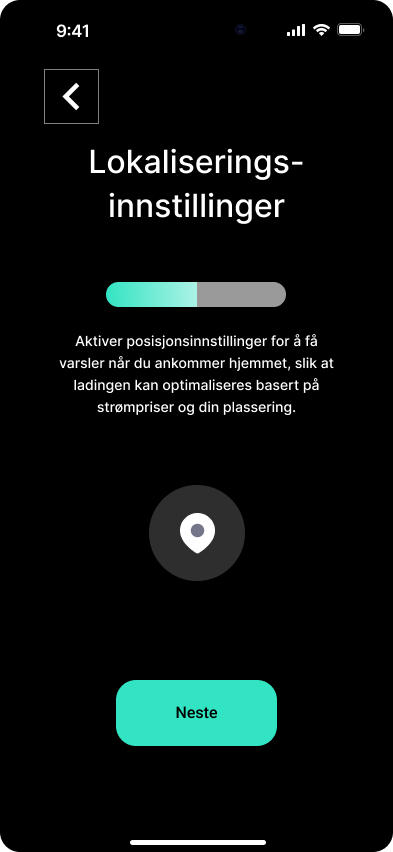 9:41
Lokaliserings-
innstillinger
Aktiver posisjonsinnstillinger for å få
varsler når du ankommer hjemmet, slik at
ladingen kan optimaliseres basert på
strømpriser og din plassering.
Neste